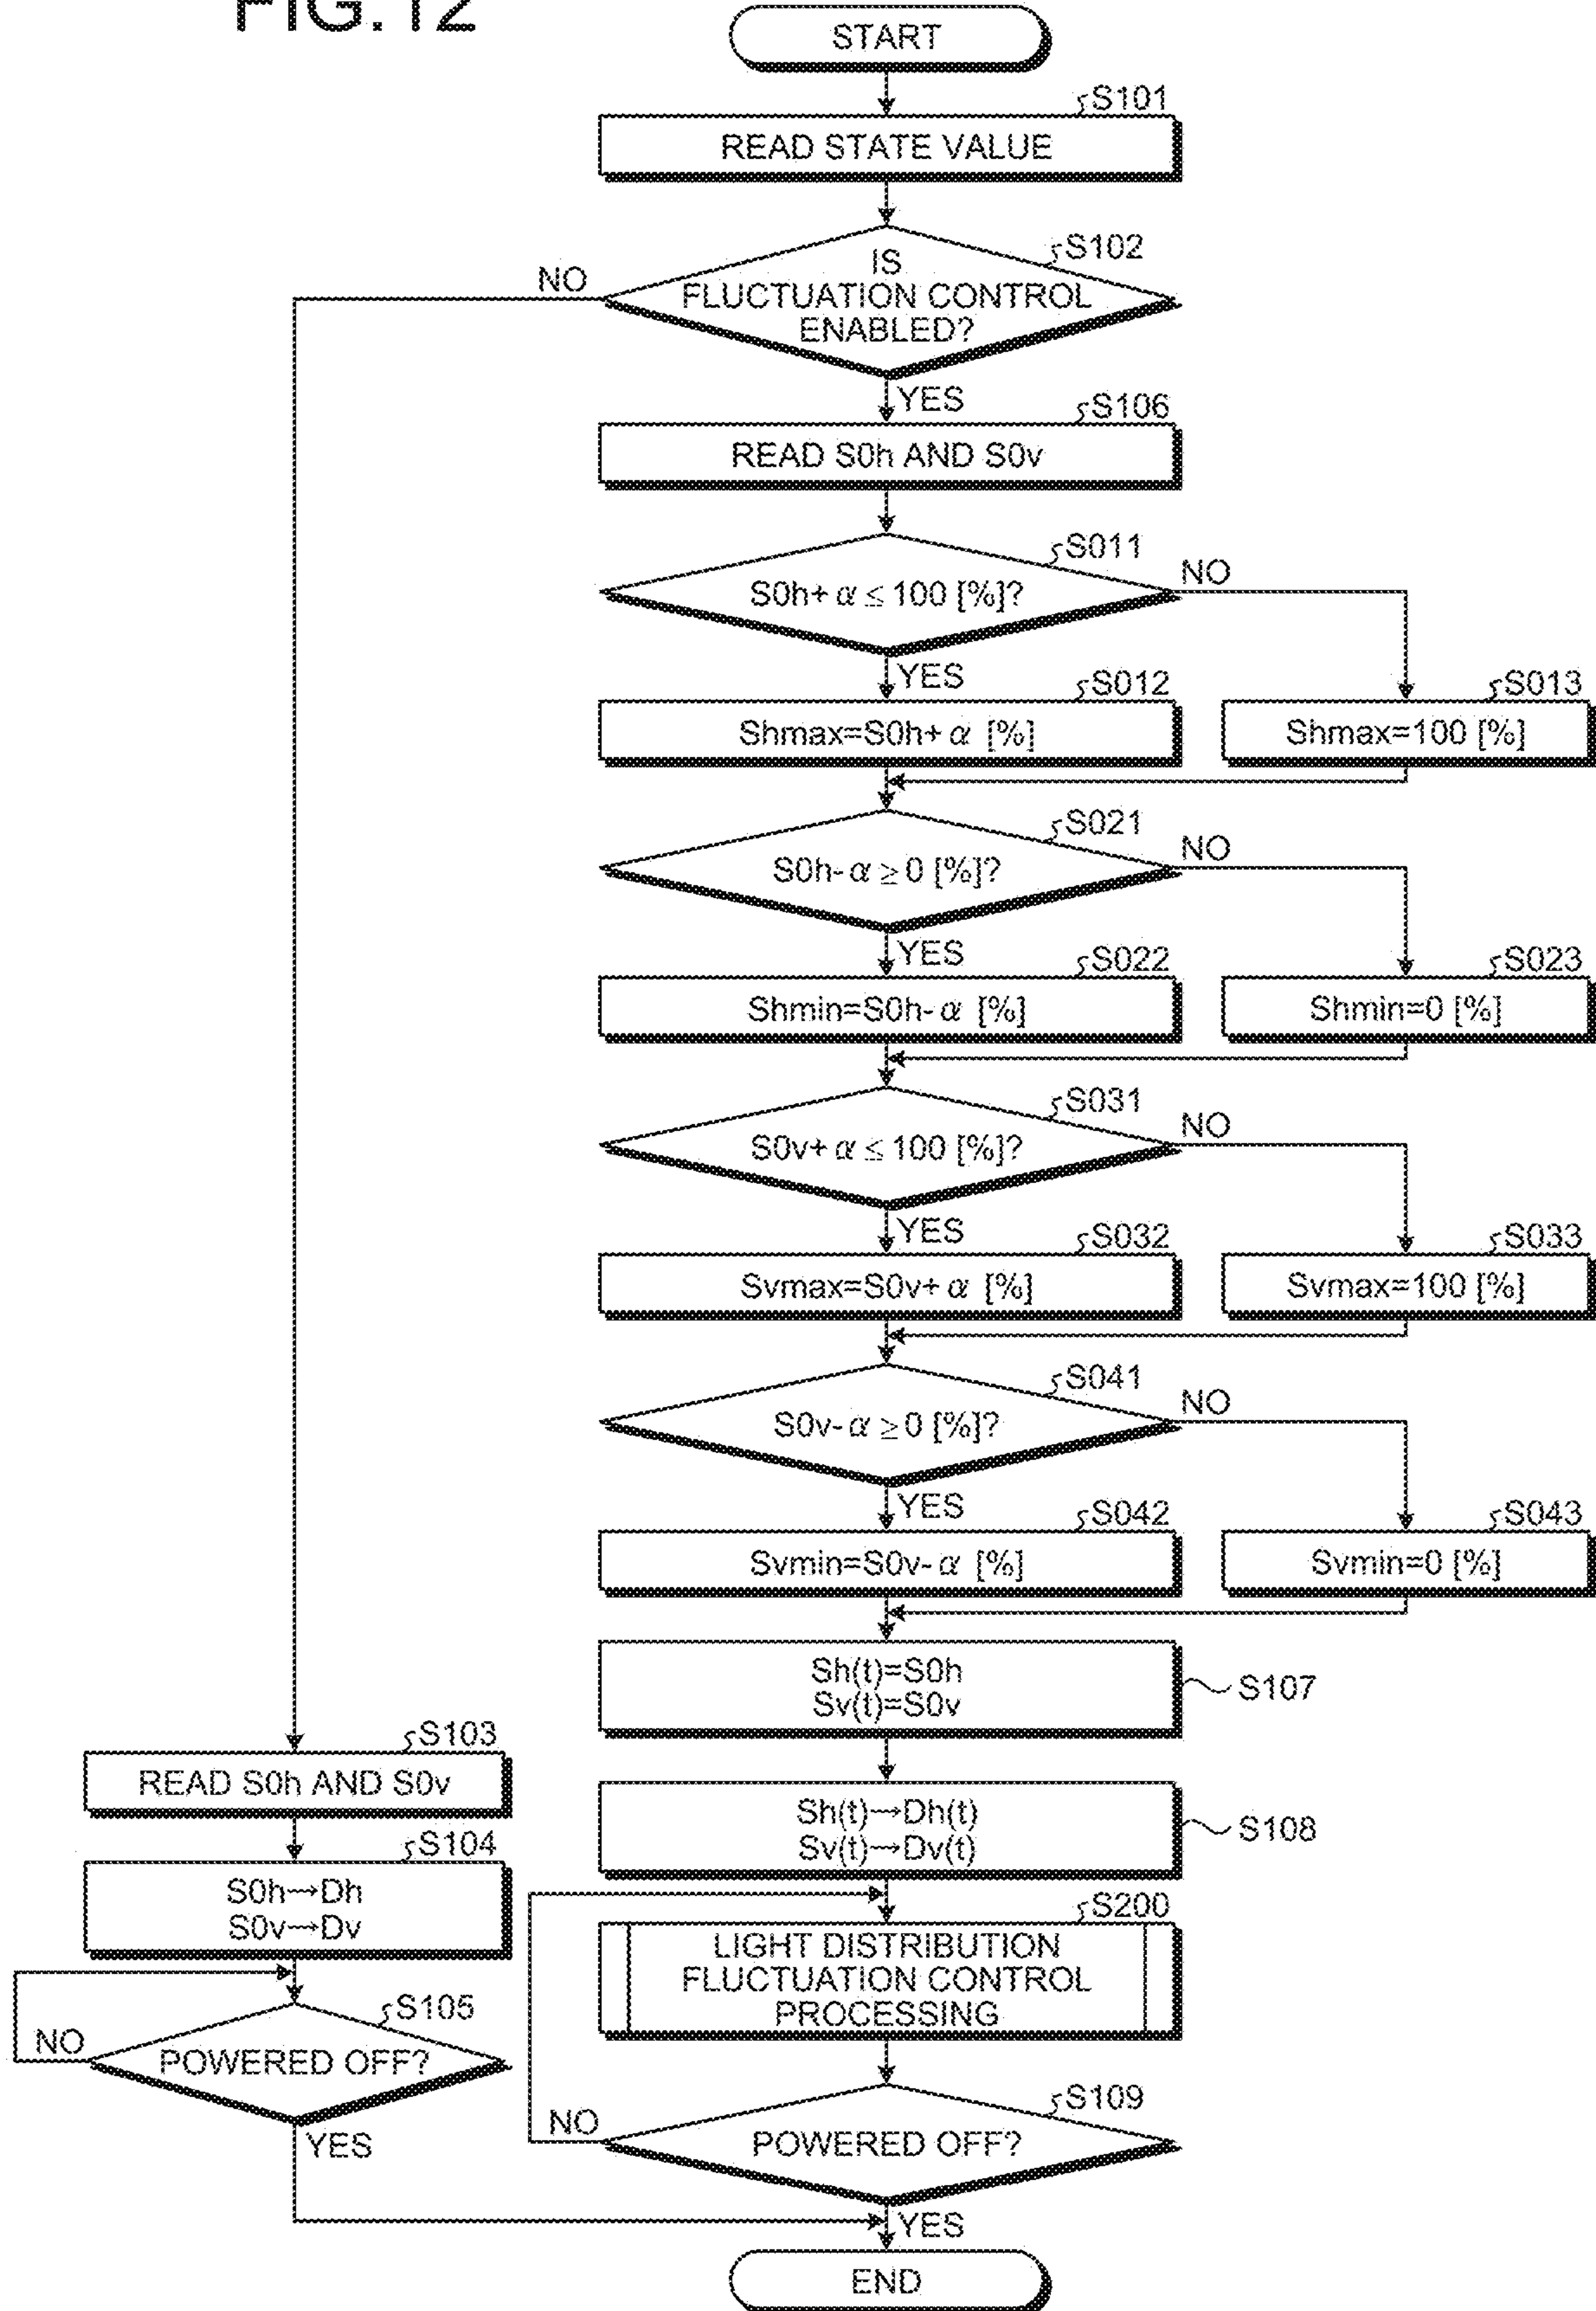 FIG.12
START
S101
READ STATE VALUE
S102
IS
FLUCTUATION CONTROL
ENABLED?
NO
YES
S106
READ S0h AND S0v
S011
S0h+ α ≤ 100 [%]?
NO
YES
S012
Shmax=S0h+ α [%]
S013
Shmax=100 [%]
S021
S0h- α ≥ 0 [%]?
NO
YES
S022
Shmin=S0h- α [%]
S023
Shmin=0 [%]
S031
S0v+ α ≤ 100 [%]?
NO
YES
S032
Svmax=S0v+ α [%]
S033
Svmax=100 [%]
S041
S0v- α ≥ 0 [%]?
NO
YES
S042
Svmin=S0v- α [%]
S043
Svmin=0 [%]
Sh(t)=S0h
Sv(t)=S0v
S107
S103
READ S0h AND S0v
Sh(t)→Dh(t)
Sv(t)→Dv(t)
S108
S104
S0h→Dh
S0v→Dv
S200
LIGHT DISTRIBUTION
FLUCTUATION CONTROL
PROCESSING
S105
POWERED OFF?
NO
YES
S109
POWERED OFF?
NO
YES
END